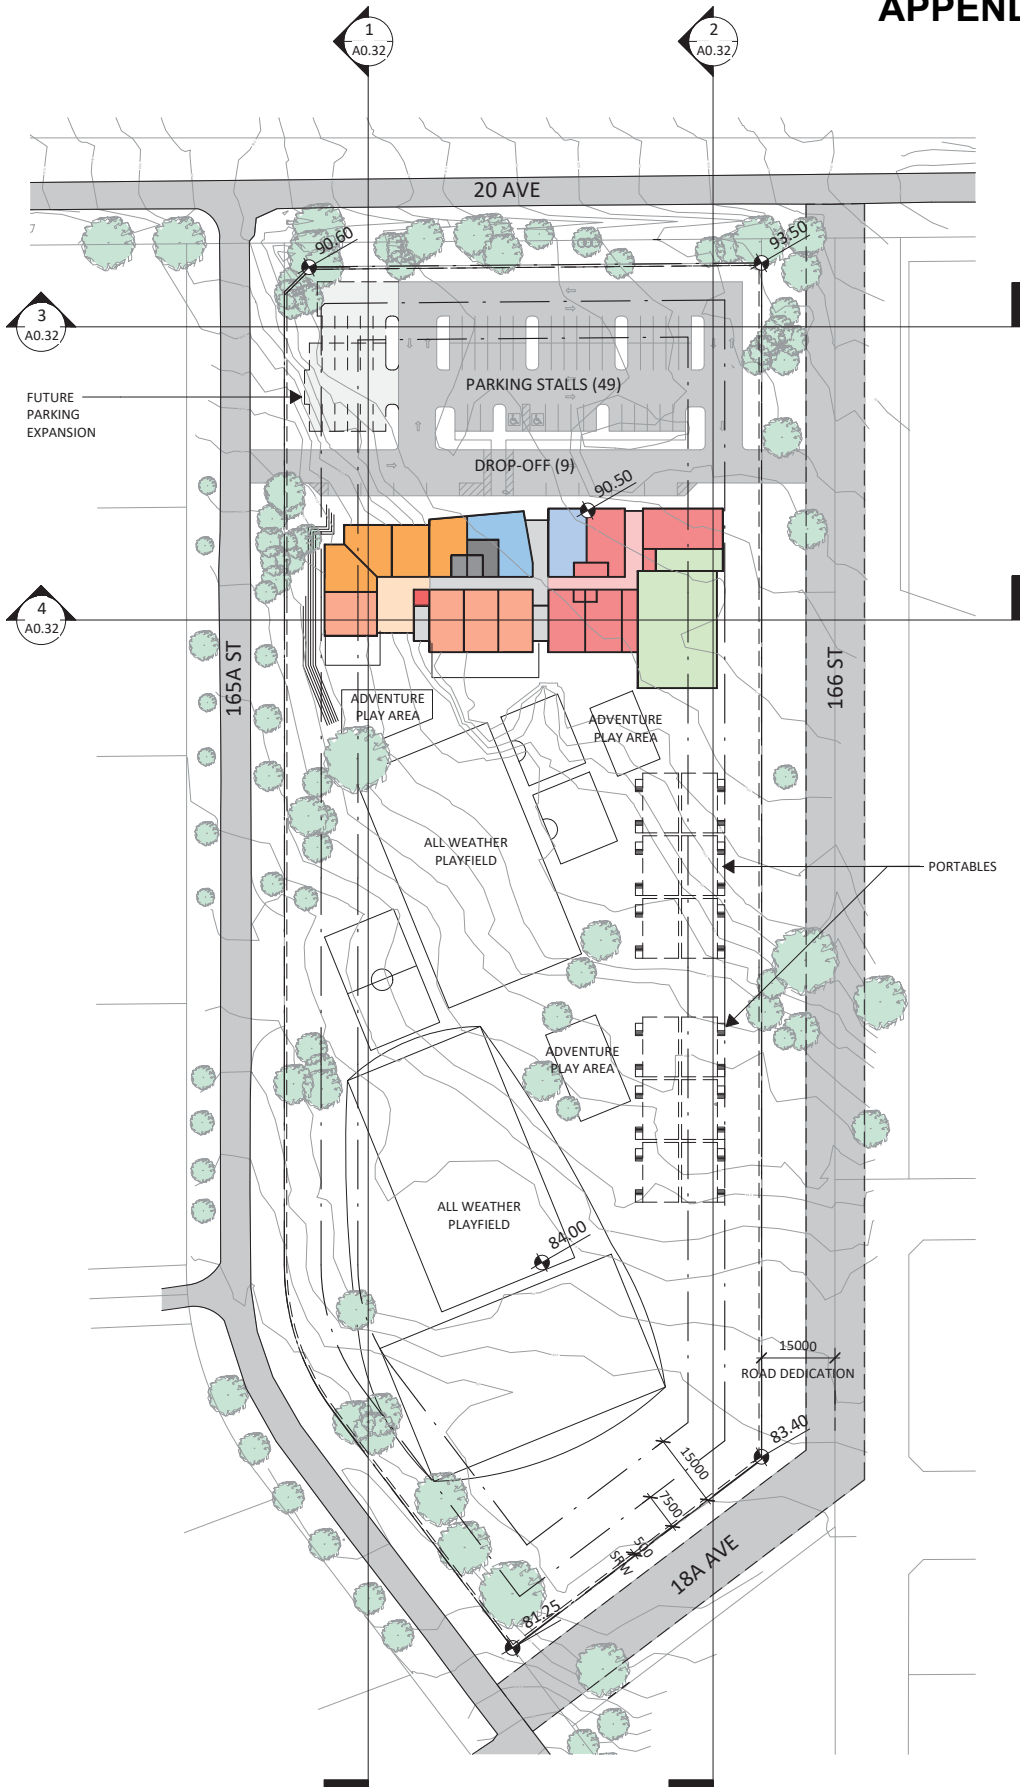 APPEND
1
A0.32
2
A0.32
20 AVE
90.60
93.50
3
A0.32
PARKING STALLS (49)
FUTURE
PARKING
EXPANSION
DROP-OFF (9)
90.50
4
A0.32
165A ST
166 ST
ADVENTURE
PLAY AREA
ADVENTURE
PLAY AREA
ALL WEATHER
PLAYFIELD
PORTABLES
ADVENTURE
PLAY AREA
ALL WEATHER
PLAYFIELD
84.00
15000
ROAD DEDICATION
83.40
15000
7500
500
SRW
18A AVE
81.25